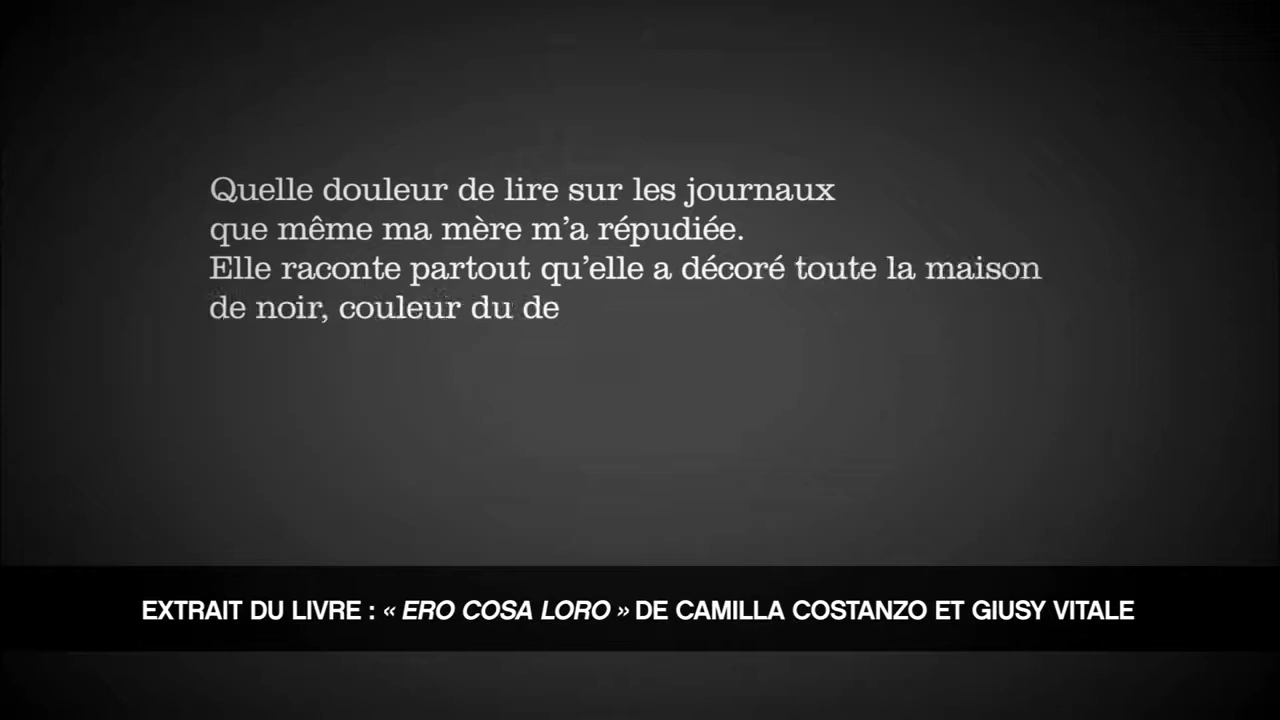 Quelle douleur de lire sur les journaux
que même ma mère m’a répudiée.
Elle raconte partout qu’elle a décoré toute la maison
de noir, couleur du de
EXTRAIT DU LIVRE : « ERO COSA LORO » DE CAMILLA COSTANZO ET GIUSY VITALE